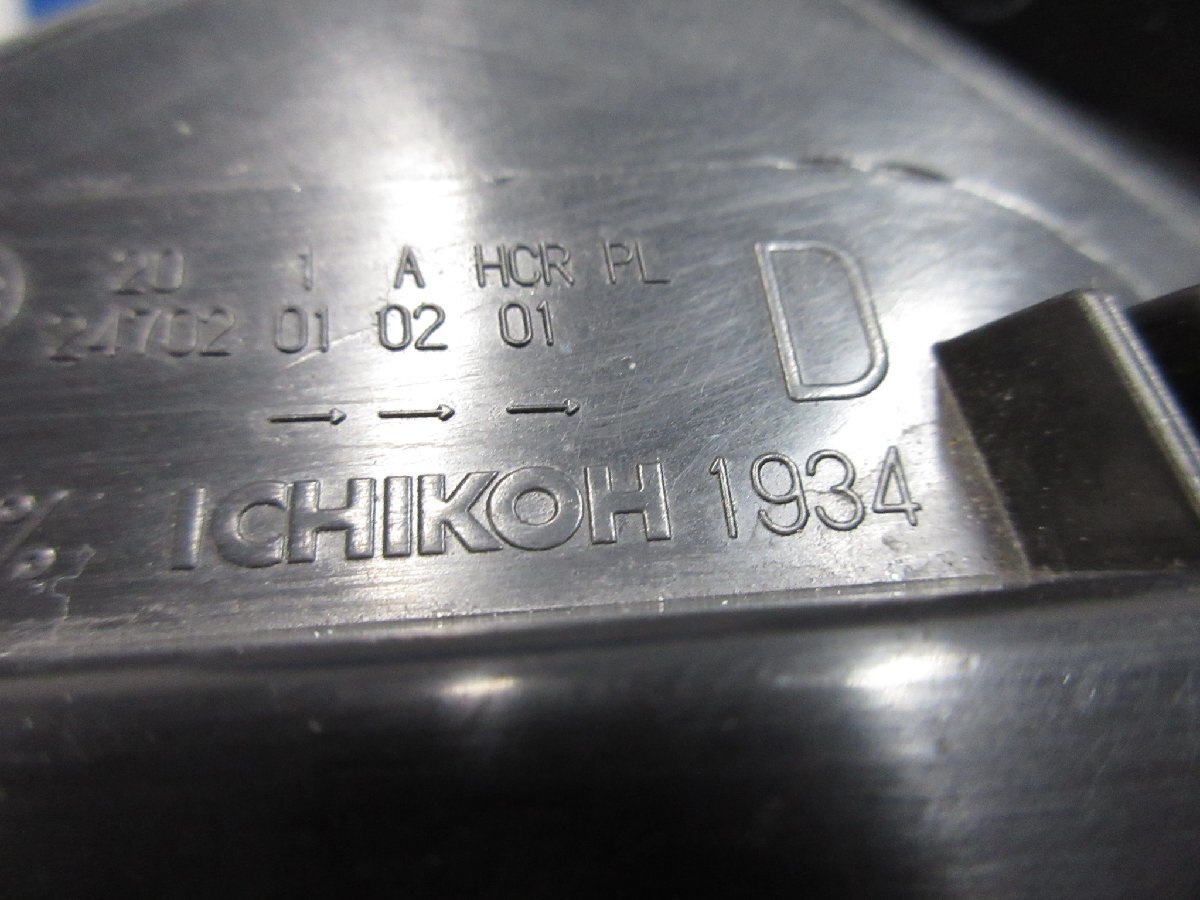 20 1 A HCR PL
24702 01 02 01
D
→ → →
ICHIKOH 1934